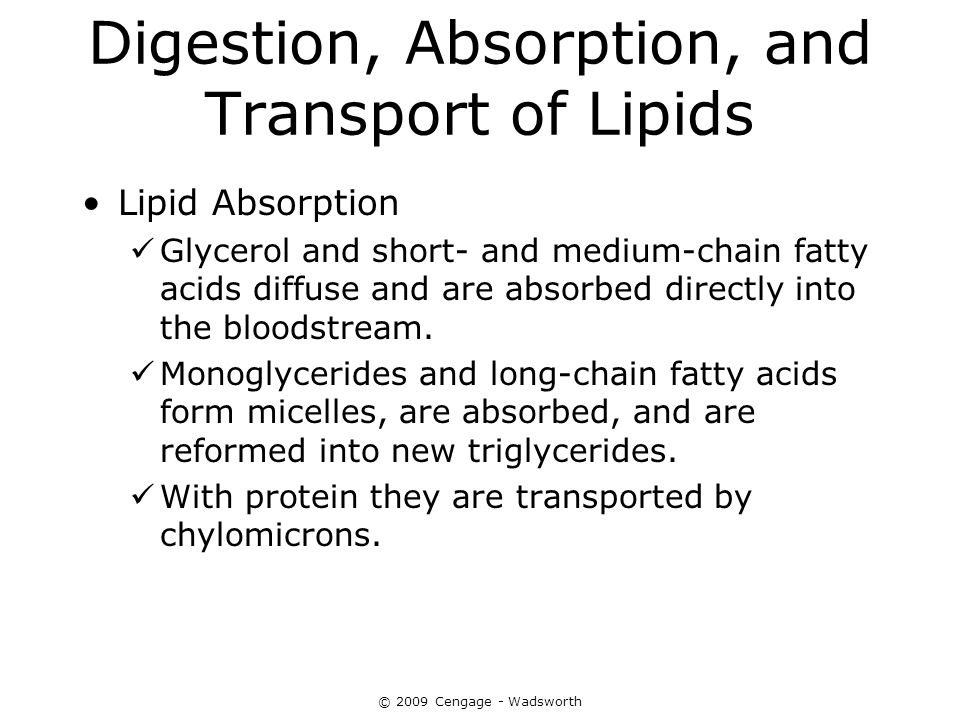 Digestion, Absorption, and
Transport of Lipids
• Lipid Absorption
✓ Glycerol and short- and medium-chain fatty
acids diffuse and are absorbed directly into
the bloodstream.
✓ Monoglycerides and long-chain fatty acids
form micelles, are absorbed, and are
reformed into new triglycerides.
✓ With protein they are transported by
chylomicrons.
© 2009 Cengage - Wadsworth